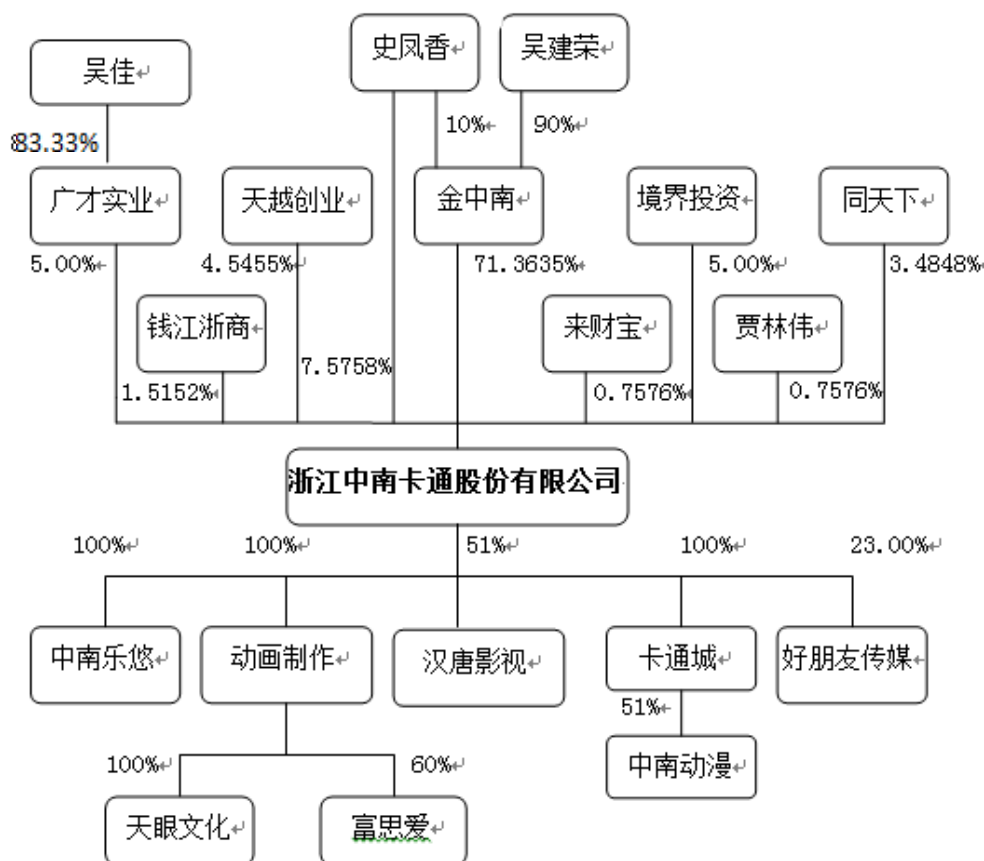 史凤香
吴建荣
吴佳
10%
90%
83.33%
广才实业
天越创业
金中南
境界投资
同天下
5.00%
4.5455%
71.3635%
5.00%
3.4848%
钱江浙商
来财宝
贾林伟
7.5758%
1.5152%
0.7576%
0.7576%
浙江中南卡通股份有限公司
100%
100%
51%
100%
23.00%
中南乐悠
动画制作
汉唐影视
卡通城
好朋友传媒
51%
100%
60%
中南动漫
天眼文化
富思爱